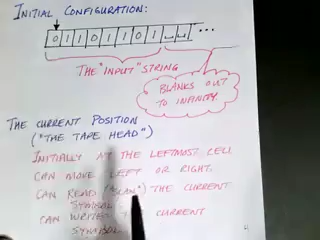 INITIAL CONFIGURATION:
0 1 1 0 1 1 0 1 ...
THE "INPUT" STRING
BLANKS OUT
TO INFINITY.
THE CURRENT POSITION
("THE TAPE HEAD")
INITIALLY AT THE LEFTMOST CELL
CAN MOVE LEFT OR RIGHT.
CAN READ ("SCAN") THE CURRENT
SYMBOL
CAN WRITE THE CURRENT
SYMBOL